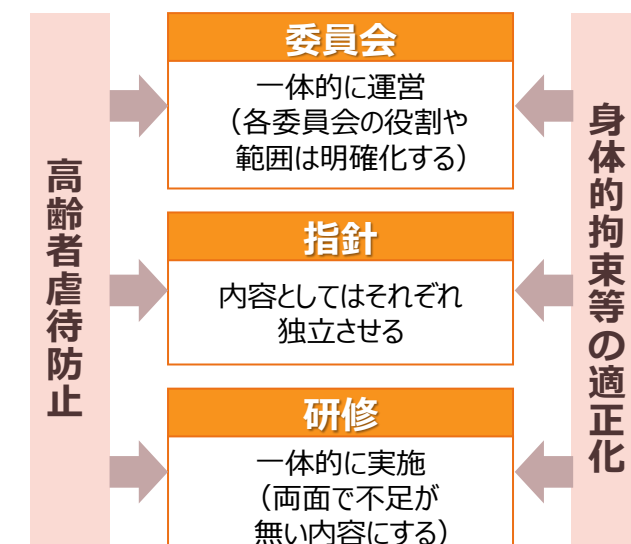 高齢者虐待防止
委員会
一体的に運営
（各委員会の役割や
範囲は明確化する）
指針
内容としてはそれぞれ
独立させる
研修
一体的に実施
（両面で不足が
無い内容にする）
身体的拘束等の適正化